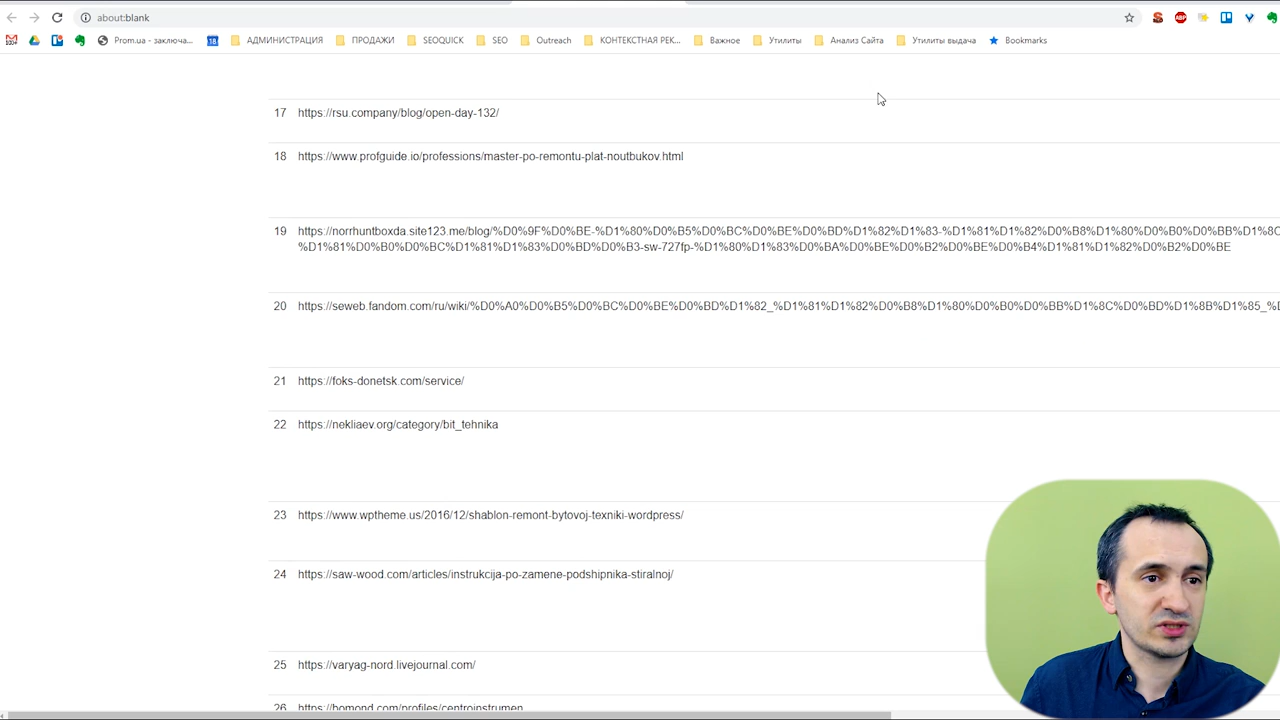 about:blank
ABP
100+
Prom.ua - заключа...
18
АДМИНИСТРАЦИЯ
ПРОДАЖИ
SEOQUICK
SEO
Outreach
КОНТЕКСТНАЯ РЕК...
Важное
Утилиты
Анализ Сайта
Утилиты выдача
Bookmarks
17 https://rsu.company/blog/open-day-132/
18 https://www.profguide.io/professions/master-po-remontu-plat-noutbukov.html
19 https://norrhuntboxda.site123.me/blog/%D0%9F%D0%BE-%D1%80%D0%B5%D0%BC%D0%BE%D0%BD%D1%82%D1%83-%D1%81%D1%82%D0%B8%D1%80%D0%B0%D0%BB%D1%8C
%D1%81%D0%B0%D0%BC%D1%81%D1%83%D0%BD%D0%B3-sw-727fp-%D1%80%D1%83%D0%BA%D0%BE%D0%B2%D0%BE%D0%B4%D1%81%D1%82%D0%B2%D0%BE
20 https://seweb.fandom.com/ru/wiki/%D0%A0%D0%B5%D0%BC%D0%BE%D0%BD%D1%82_%D1%81%D1%82%D0%B8%D1%80%D0%B0%D0%BB%D1%8C%D0%BD%D1%8B%D1%85_%D
21 https://foks-donetsk.com/service/
22 https://nekliaev.org/category/bit_tehnika
23 https://www.wptheme.us/2016/12/shablon-remont-bytovoj-texniki-wordpress/
24 https://saw-wood.com/articles/instrukcija-po-zamene-podshipnika-stiralnoj/
25 https://varyag-nord.livejournal.com/
26 https://bomond.com/profiles/centroinstrumen